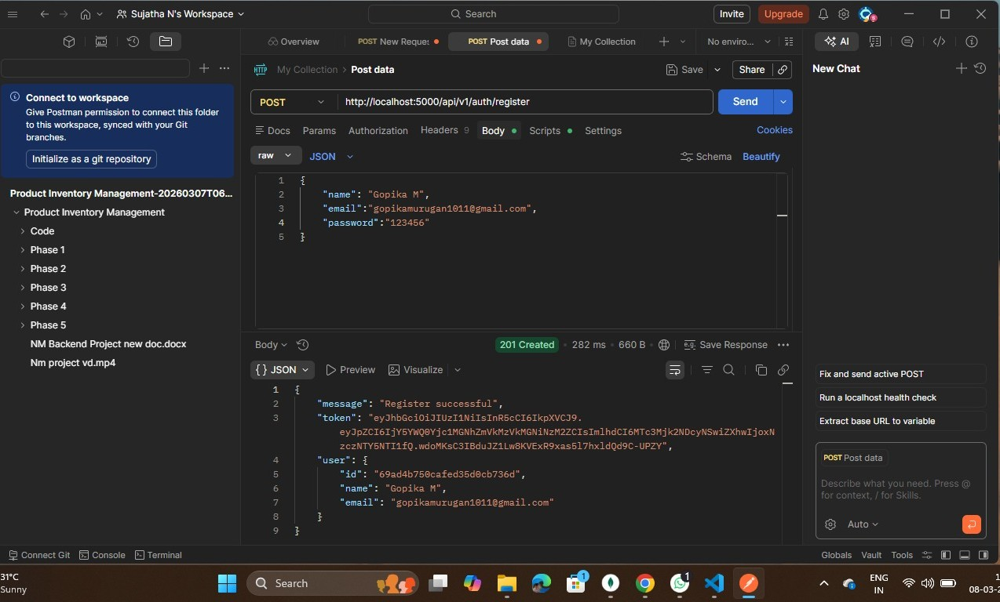 Sujatha N's Workspace
Search
Invite
Upgrade
Overview
POST New Reques
POST Post data
My Collection
No enviro...
AI
HTTP
My Collection > Post data
Save
Share
New Chat
Connect to workspace
Give Postman permission to connect this folder
to this workspace, synced with your Git
branches.
Initialize as a git repository
POST
http://localhost:5000/api/v1/auth/register
Send
Docs
Params
Authorization
Headers 9
Body
Scripts
Settings
Cookies
raw
JSON
Schema
Beautify
1 {
2 "name": "Gopika M",
3 "email":"gopikamurugan1011@gmail.com",
4 "password":"123456"
5 }
Product Inventory Management-20260307T06...
Product Inventory Management
Code
Phase 1
Phase 2
Phase 3
Phase 4
Phase 5
NM Backend Project new doc.docx
Nm project vd.mp4
Body
201 Created
282 ms
660 B
e.g. Save Response
{} JSON
Preview
Visualize
1 {
2 "message": "Register successful",
3 "token": "eyJhbGciOiJIUzI1NiIsInR5cCI6IkpXVCJ9.
eyJpZCI6IjY5YWQ0Yjc1MGNhZmVkMzVkMGNiNzM2ZCIsImlhdCI6MTc3Mjk2NDcyNSwiZXhwIjoxN
zczNTY5NTI1fQ.wdoMKsC3IBduJZ1Lw8KVExR9xas5l7hxldQd9C-UPZY",
4 "user": {
5 "id": "69ad4b750cafed35d0cb736d",
6 "name": "Gopika M",
7 "email": "gopikamurugan1011@gmail.com"
8 }
9 }
Fix and send active POST
Run a localhost health check
Extract base URL to variable
POST Post data
Describe what you need. Press @
for context, / for Skills.
Auto
Connect Git
Console
Terminal
Globals
Vault
Tools
31°C
Sunny
Search
1
1
ENG
IN
08-03-2